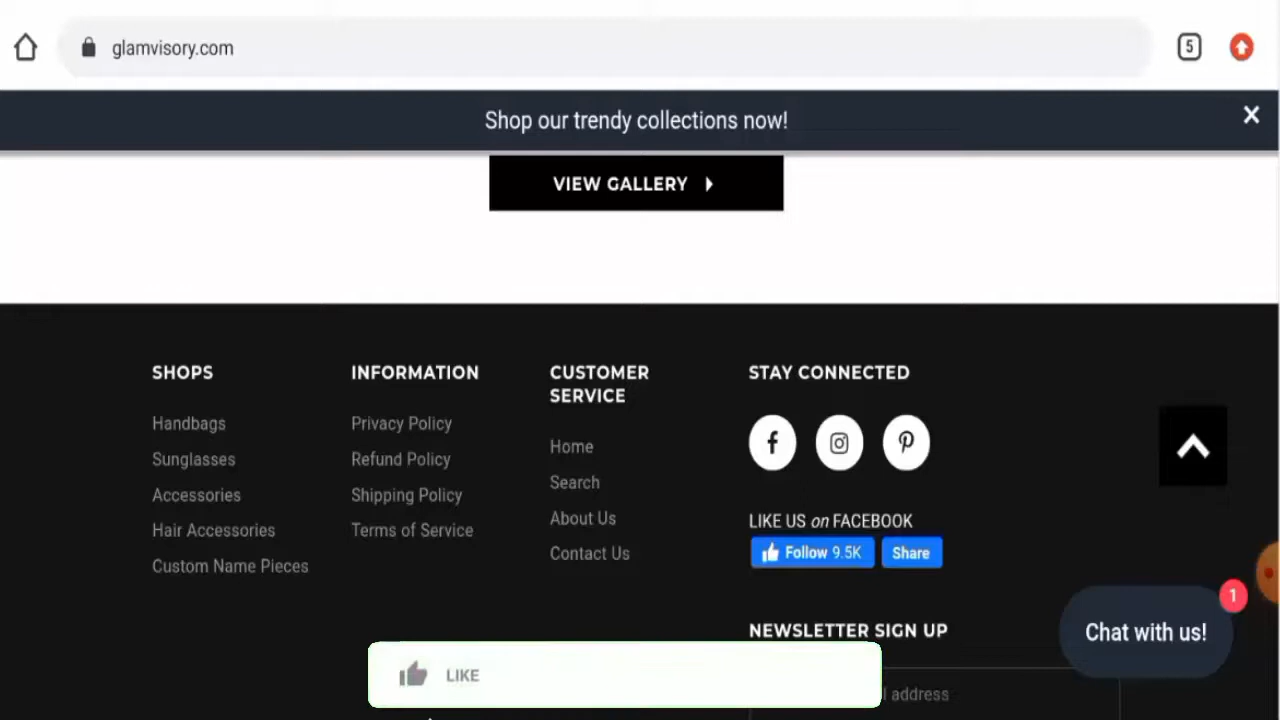 glamvisory.com
5
Shop our trendy collections now!
VIEW GALLERY
SHOPS
Handbags
Sunglasses
Accessories
Hair Accessories
Custom Name Pieces
INFORMATION
Privacy Policy
Refund Policy
Shipping Policy
Terms of Service
CUSTOMER
SERVICE
Home
Search
About Us
Contact Us
STAY CONNECTED
LIKE US on FACEBOOK
Follow 9.5K
Share
NEWSLETTER SIGN UP
address
1
Chat with us!
LIKE